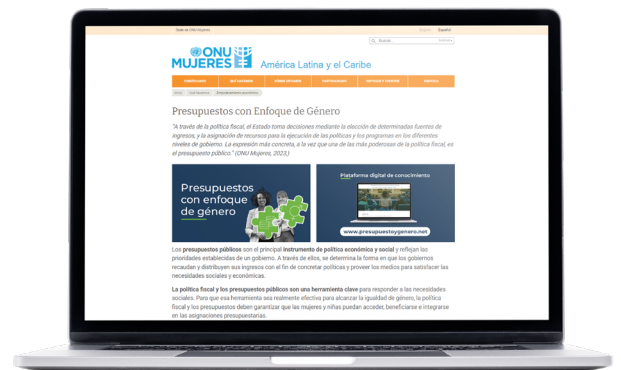 Sede de ONU Mujeres
English Español
Buscar...
ONU
MUJERES
América Latina y el Caribe
Inicio Qué hacemos Empoderamiento económico
Presupuestos con Enfoque de Género
"A través de la política fiscal, el Estado toma decisiones mediante la elección de determinadas fuentes de
ingresos, y la asignación de recursos para la ejecución de las políticas y los programas en los diferentes
niveles de gobierno. La expresión más concreta, a la vez que una de las más poderosas de la política fiscal, es
el presupuesto público." (ONU Mujeres, 2023,)
Presupuestos
con enfoque
de género
Plataforma digital de conocimiento
www.presupuestoygenero.net
Los presupuestos públicos son el principal instrumento de política económica y social y reflejan las
prioridades establecidas de un gobierno. A través de ellos, se determina la forma en que los gobiernos
recaudan y distribuyen sus ingresos con el fin de concretar políticas y proveer los medios para satisfacer las
necesidades sociales y económicas.
La política fiscal y los presupuestos públicos son una herramienta clave para responder a las necesidades
sociales. Para que esa herramienta sea realmente efectiva para alcanzar la igualdad de género, la política
fiscal y los presupuestos deben garantizar que las mujeres y niñas puedan acceder, beneficiarse e integrarse
en las asignaciones presupuestarias.